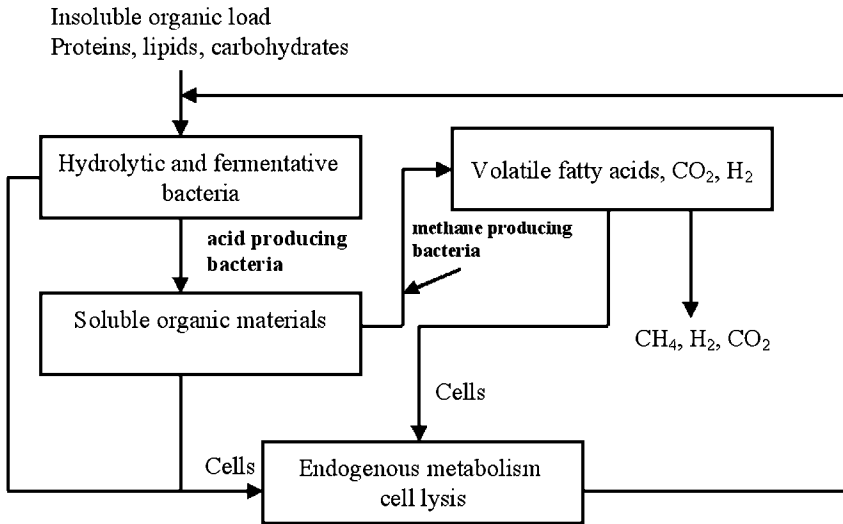 Insoluble organic load
Proteins, lipids, carbohydrates
Hydrolytic and fermentative
bacteria
Volatile fatty acids, CO₂, H₂
acid producing
bacteria
methane producing
bacteria
Soluble organic materials
CH₄, H₂, CO₂
Cells
Cells
Endogenous metabolism
cell lysis